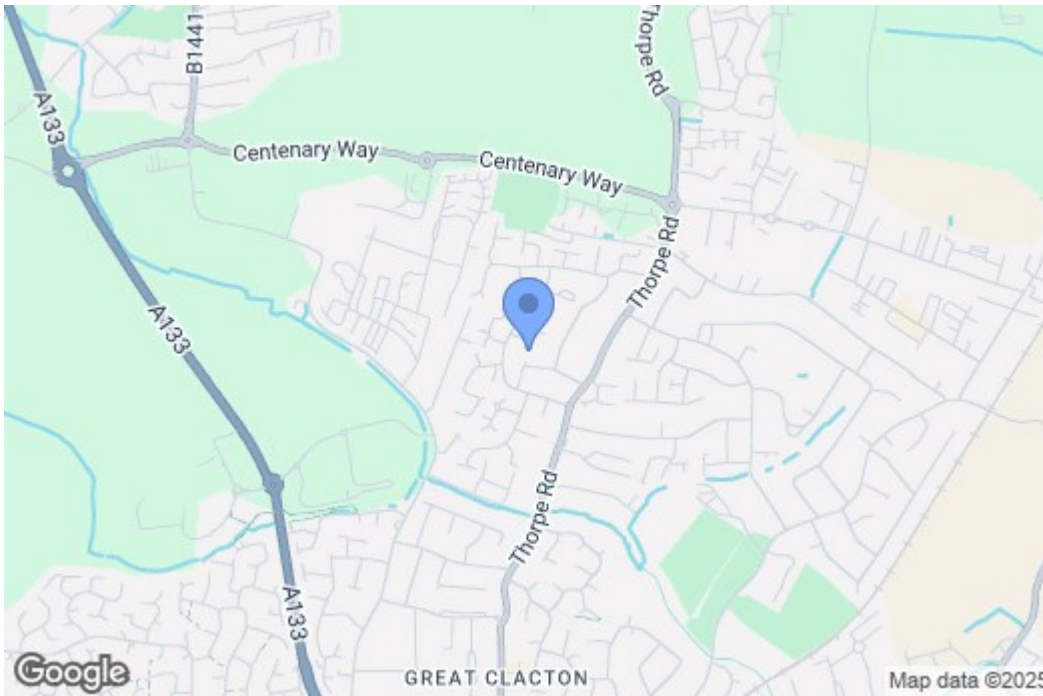 B1441
Thorpe Rd
A133
Centenary Way
Centenary Way
Thorpe Rd
A133
Thorpe Rd
A133
GREAT CLACTON
Google
Map data ©2025